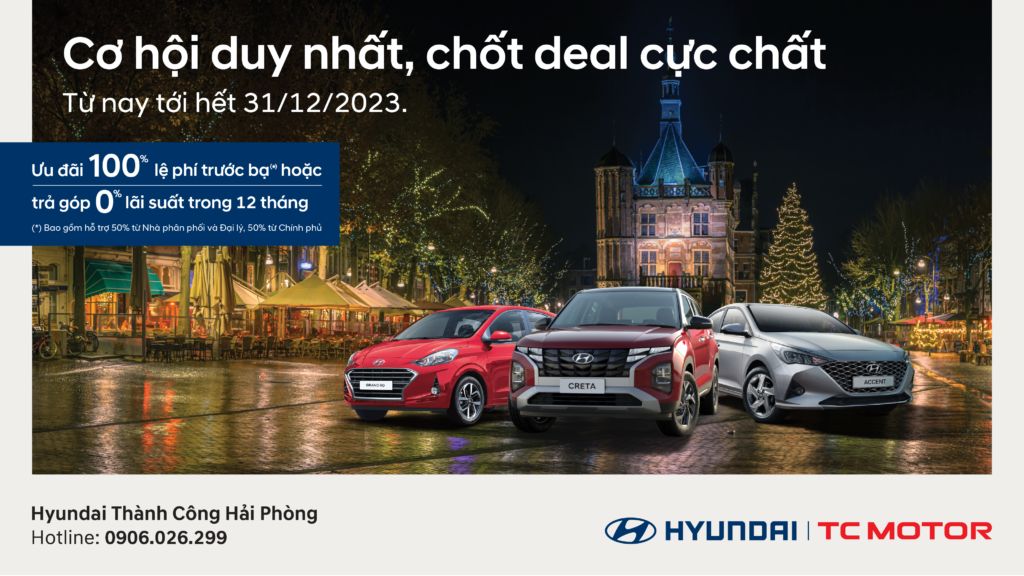 Cơ hội duy nhất, chốt deal cực chất
Từ nay tới hết 31/12/2023.
Ưu đãi 100% lệ phí trước bạ(*) hoặc
trả góp 0% lãi suất trong 12 tháng
(*) Bao gồm hỗ trợ 50% từ Nhà phân phối và Đại lý, 50% từ Chính phủ
GRAND i10
CRETA
ACCENT
Hyundai Thành Công Hải Phòng
Hotline: 0906.026.299
HYUNDAI | TC MOTOR